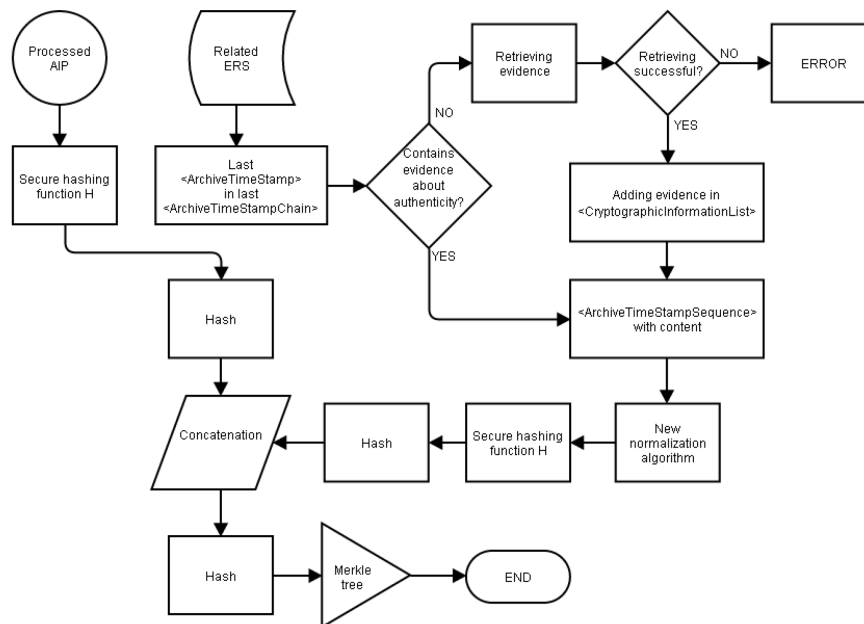 Processed
AIP
Related
ERS
Retrieving
evidence
Retrieving
successful?
NO
ERROR
NO
YES
Secure hashing
function H
Last
<ArchiveTimeStamp>
in last
<ArchiveTimeStampChain>
Contains
evidence
about
authenticity?
Adding evidence in
<CryptographicInformationList>
YES
Hash
<ArchiveTimeStampSequence>
with content
Concatenation
Hash
Secure hashing
function H
New
normalization
algorithm
Hash
Merkle
tree
END